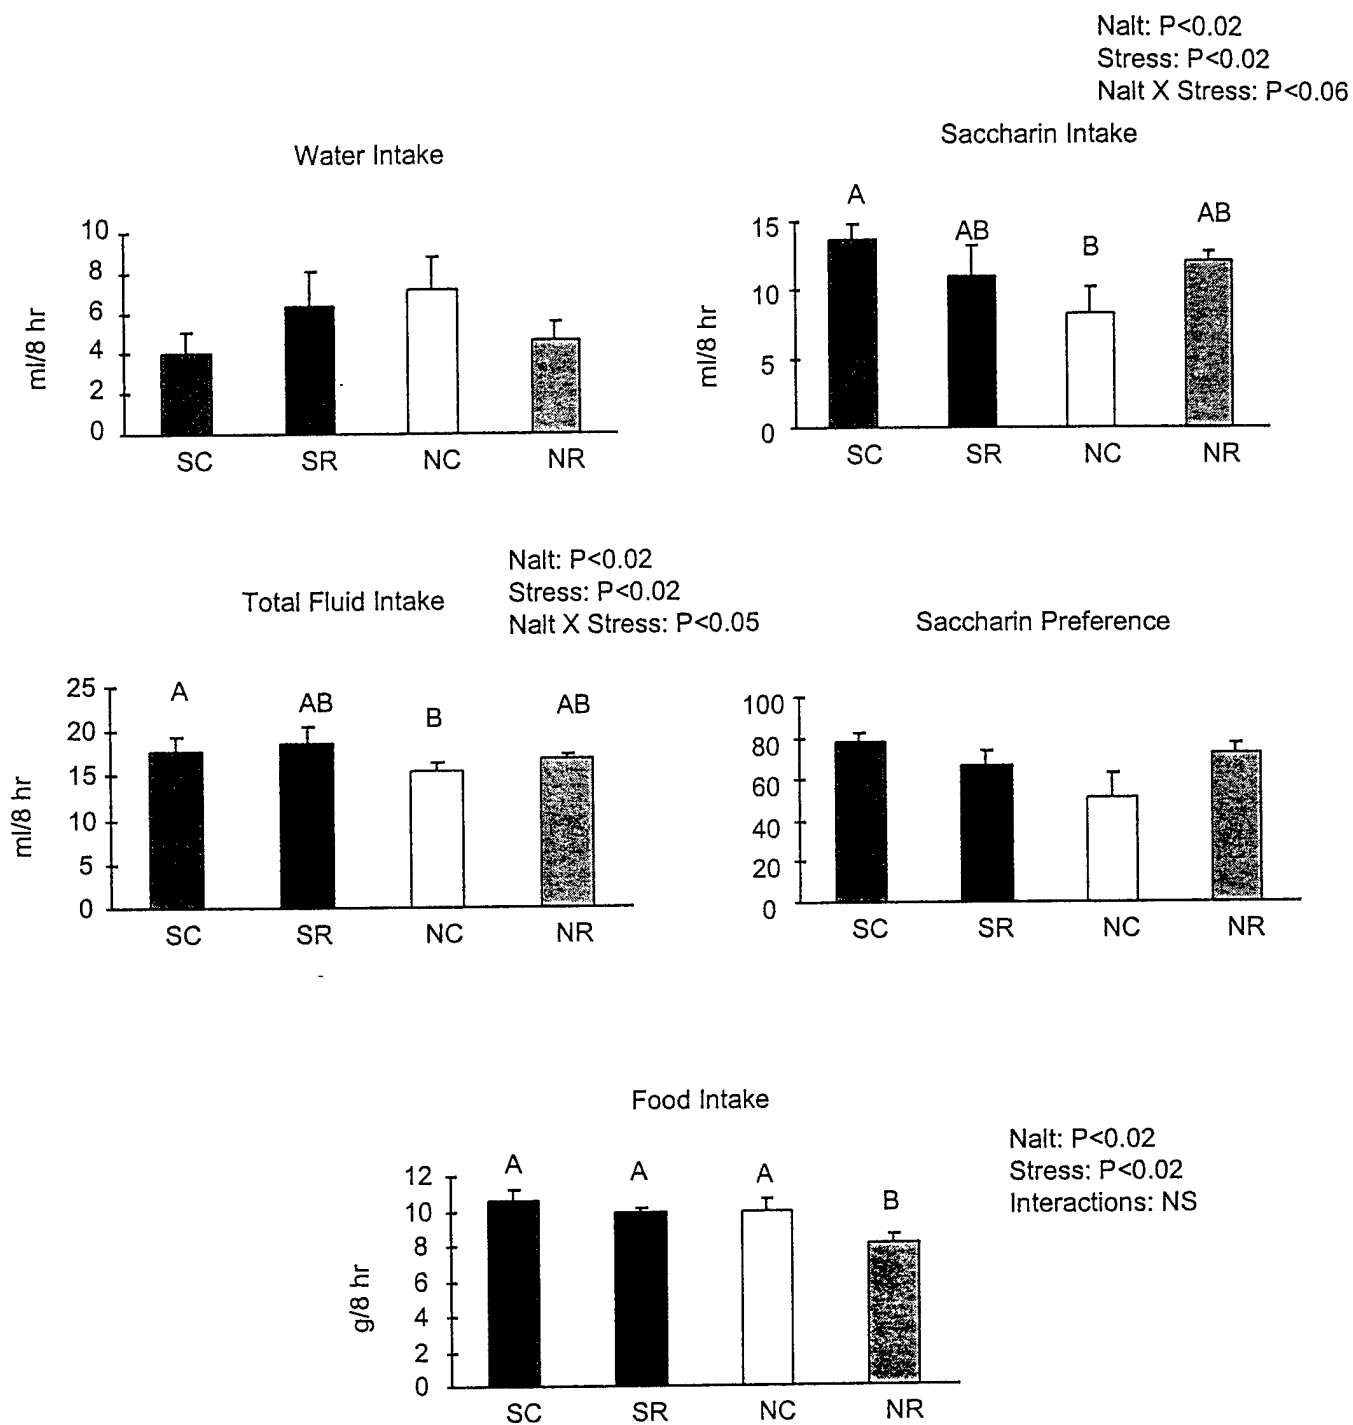 Nalt: P<0.02
Stress: P<0.02
Nalt X Stress: P<0.06
Water Intake
10
8
6
4
2
0
ml/8 hr
SC SR NC NR
Saccharin Intake
A AB B AB
15
10
5
0
ml/8 hr
SC SR NC NR
Nalt: P<0.02
Stress: P<0.02
Nalt X Stress: P<0.05
Total Fluid Intake
A AB B AB
25
20
15
10
5
0
ml/8 hr
SC SR NC NR
Saccharin Preference
100
80
60
40
20
0
SC SR NC NR
Food Intake
Nalt: P<0.02
Stress: P<0.02
Interactions: NS
A A A B
12
10
8
6
4
2
0
g/8 hr
SC SR NC NR